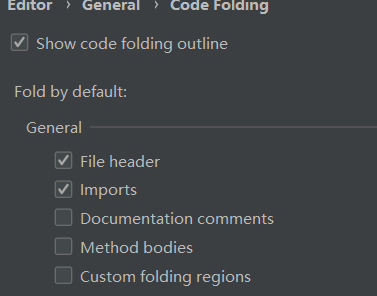 Editor › General › Code Folding
Show code folding outline
Fold by default:
General
File header
Imports
Documentation comments
Method bodies
Custom folding regions